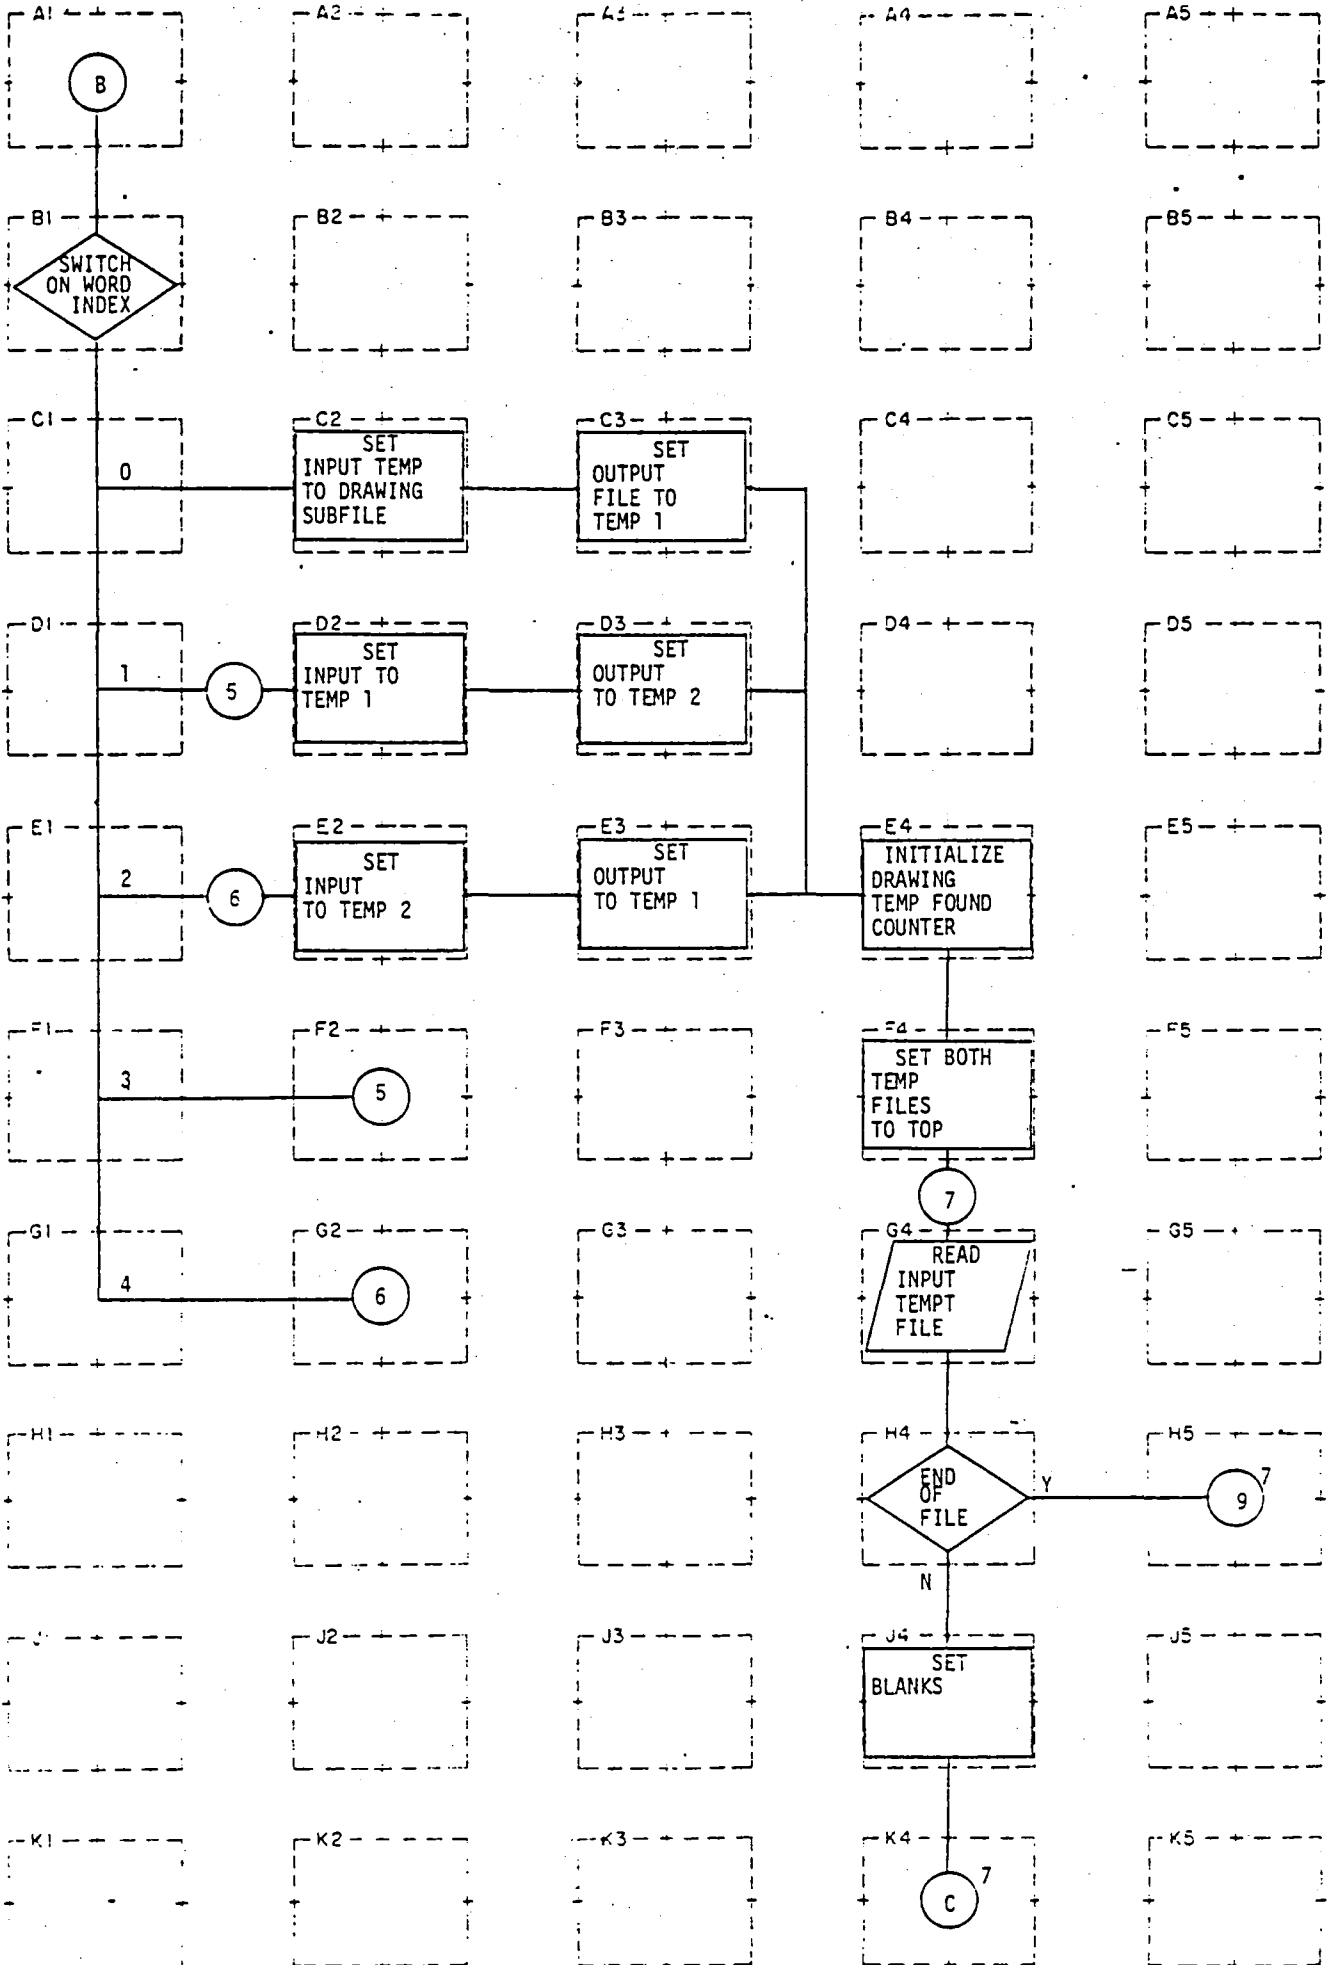 A1 A2 A3 A4 A5
B
B1 B2 B3 B4 B5
SWITCH
ON WORD
INDEX
C1 C2 C3 C4 C5
0
SET
INPUT TEMP
TO DRAWING
SUBFILE
SET
OUTPUT
FILE TO
TEMP 1
D1 D2 D3 D4 D5
1
5
SET
INPUT TO
TEMP 1
SET
OUTPUT
TO TEMP 2
E1 E2 E3 E4 E5
2
6
SET
INPUT
TO TEMP 2
SET
OUTPUT
TO TEMP 1
INITIALIZE
DRAWING
TEMP FOUND
COUNTER
F1 F2 F3 F4 F5
3
5
SET BOTH
TEMP
FILES
TO TOP
7
G1 G2 G3 G4 G5
4
6
READ
INPUT
TEMPT
FILE
H1 H2 H3 H4 H5
END
OF
FILE
Y
9
7
N
J2 J3 J4 J5
SET
BLANKS
K1 K2 K3 K4 K5
C
7